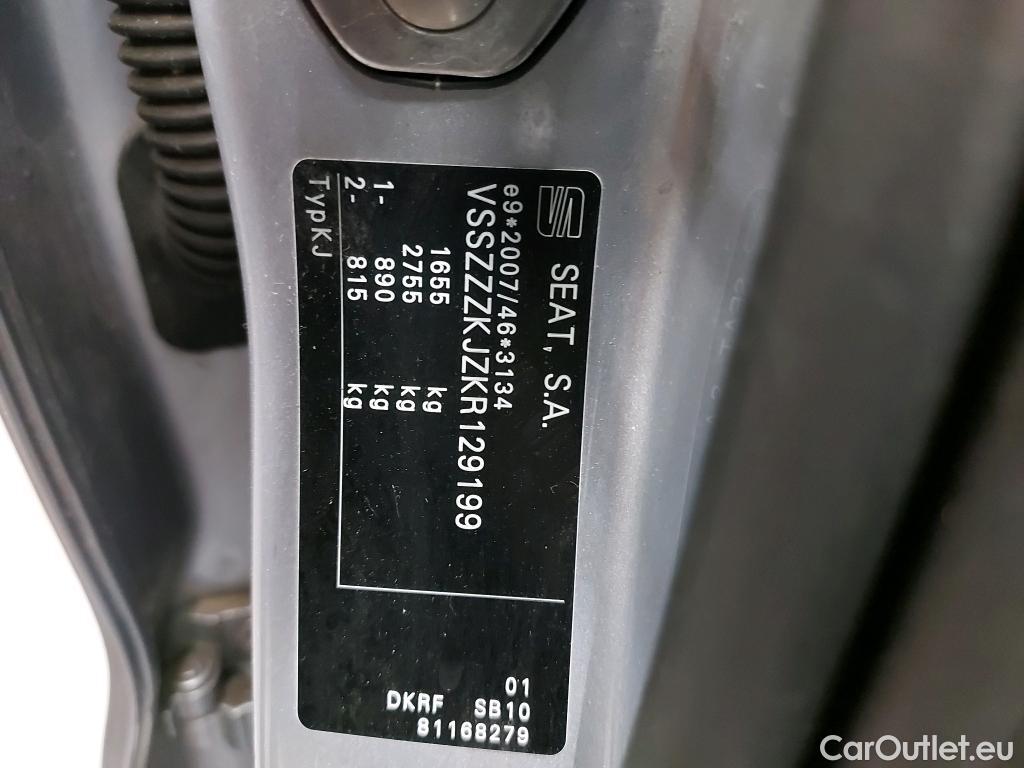 SEAT, S.A.
e9*2007/46*3134
VSSZZZKJZKR129199
1655 kg
2755 kg
1- 890 kg
2- 815 kg
TypKJ
01
DKRF SB10
81168279
CarOutlet.eu